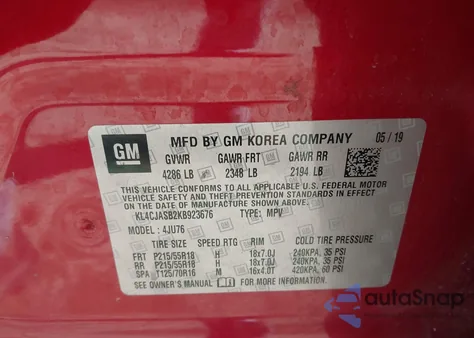 GM
MFD BY GM KOREA COMPANY 05/19
GVWR GAWR FRT GAWR RR
4286 LB 2348 LB 2194 LB
THIS VEHICLE CONFORMS TO ALL APPLICABLE U.S. FEDERAL MOTOR
VEHICLE SAFETY, BUMPER, AND THEFT PREVENTION STANDARDS IN
EFFECT ON THE DATE OF MANUFACTURE SHOWN ABOVE.
KL4CJASB2KB923676 TYPE: MPV
MODEL: 4JU76
TIRE SIZE SPEED RTG RIM COLD TIRE PRESSURE
FRT P215/55R18 H 18x7.0J 240KPA, 35 PSI
RR P215/55R18 H 18x7.0J 240KPA, 35 PSI
SPA T125/70R16 M 16x4.0T 420KPA, 60 PSI
SEE OWNER'S MANUAL FOR ADDITIONAL INFORMATION
autoSnap